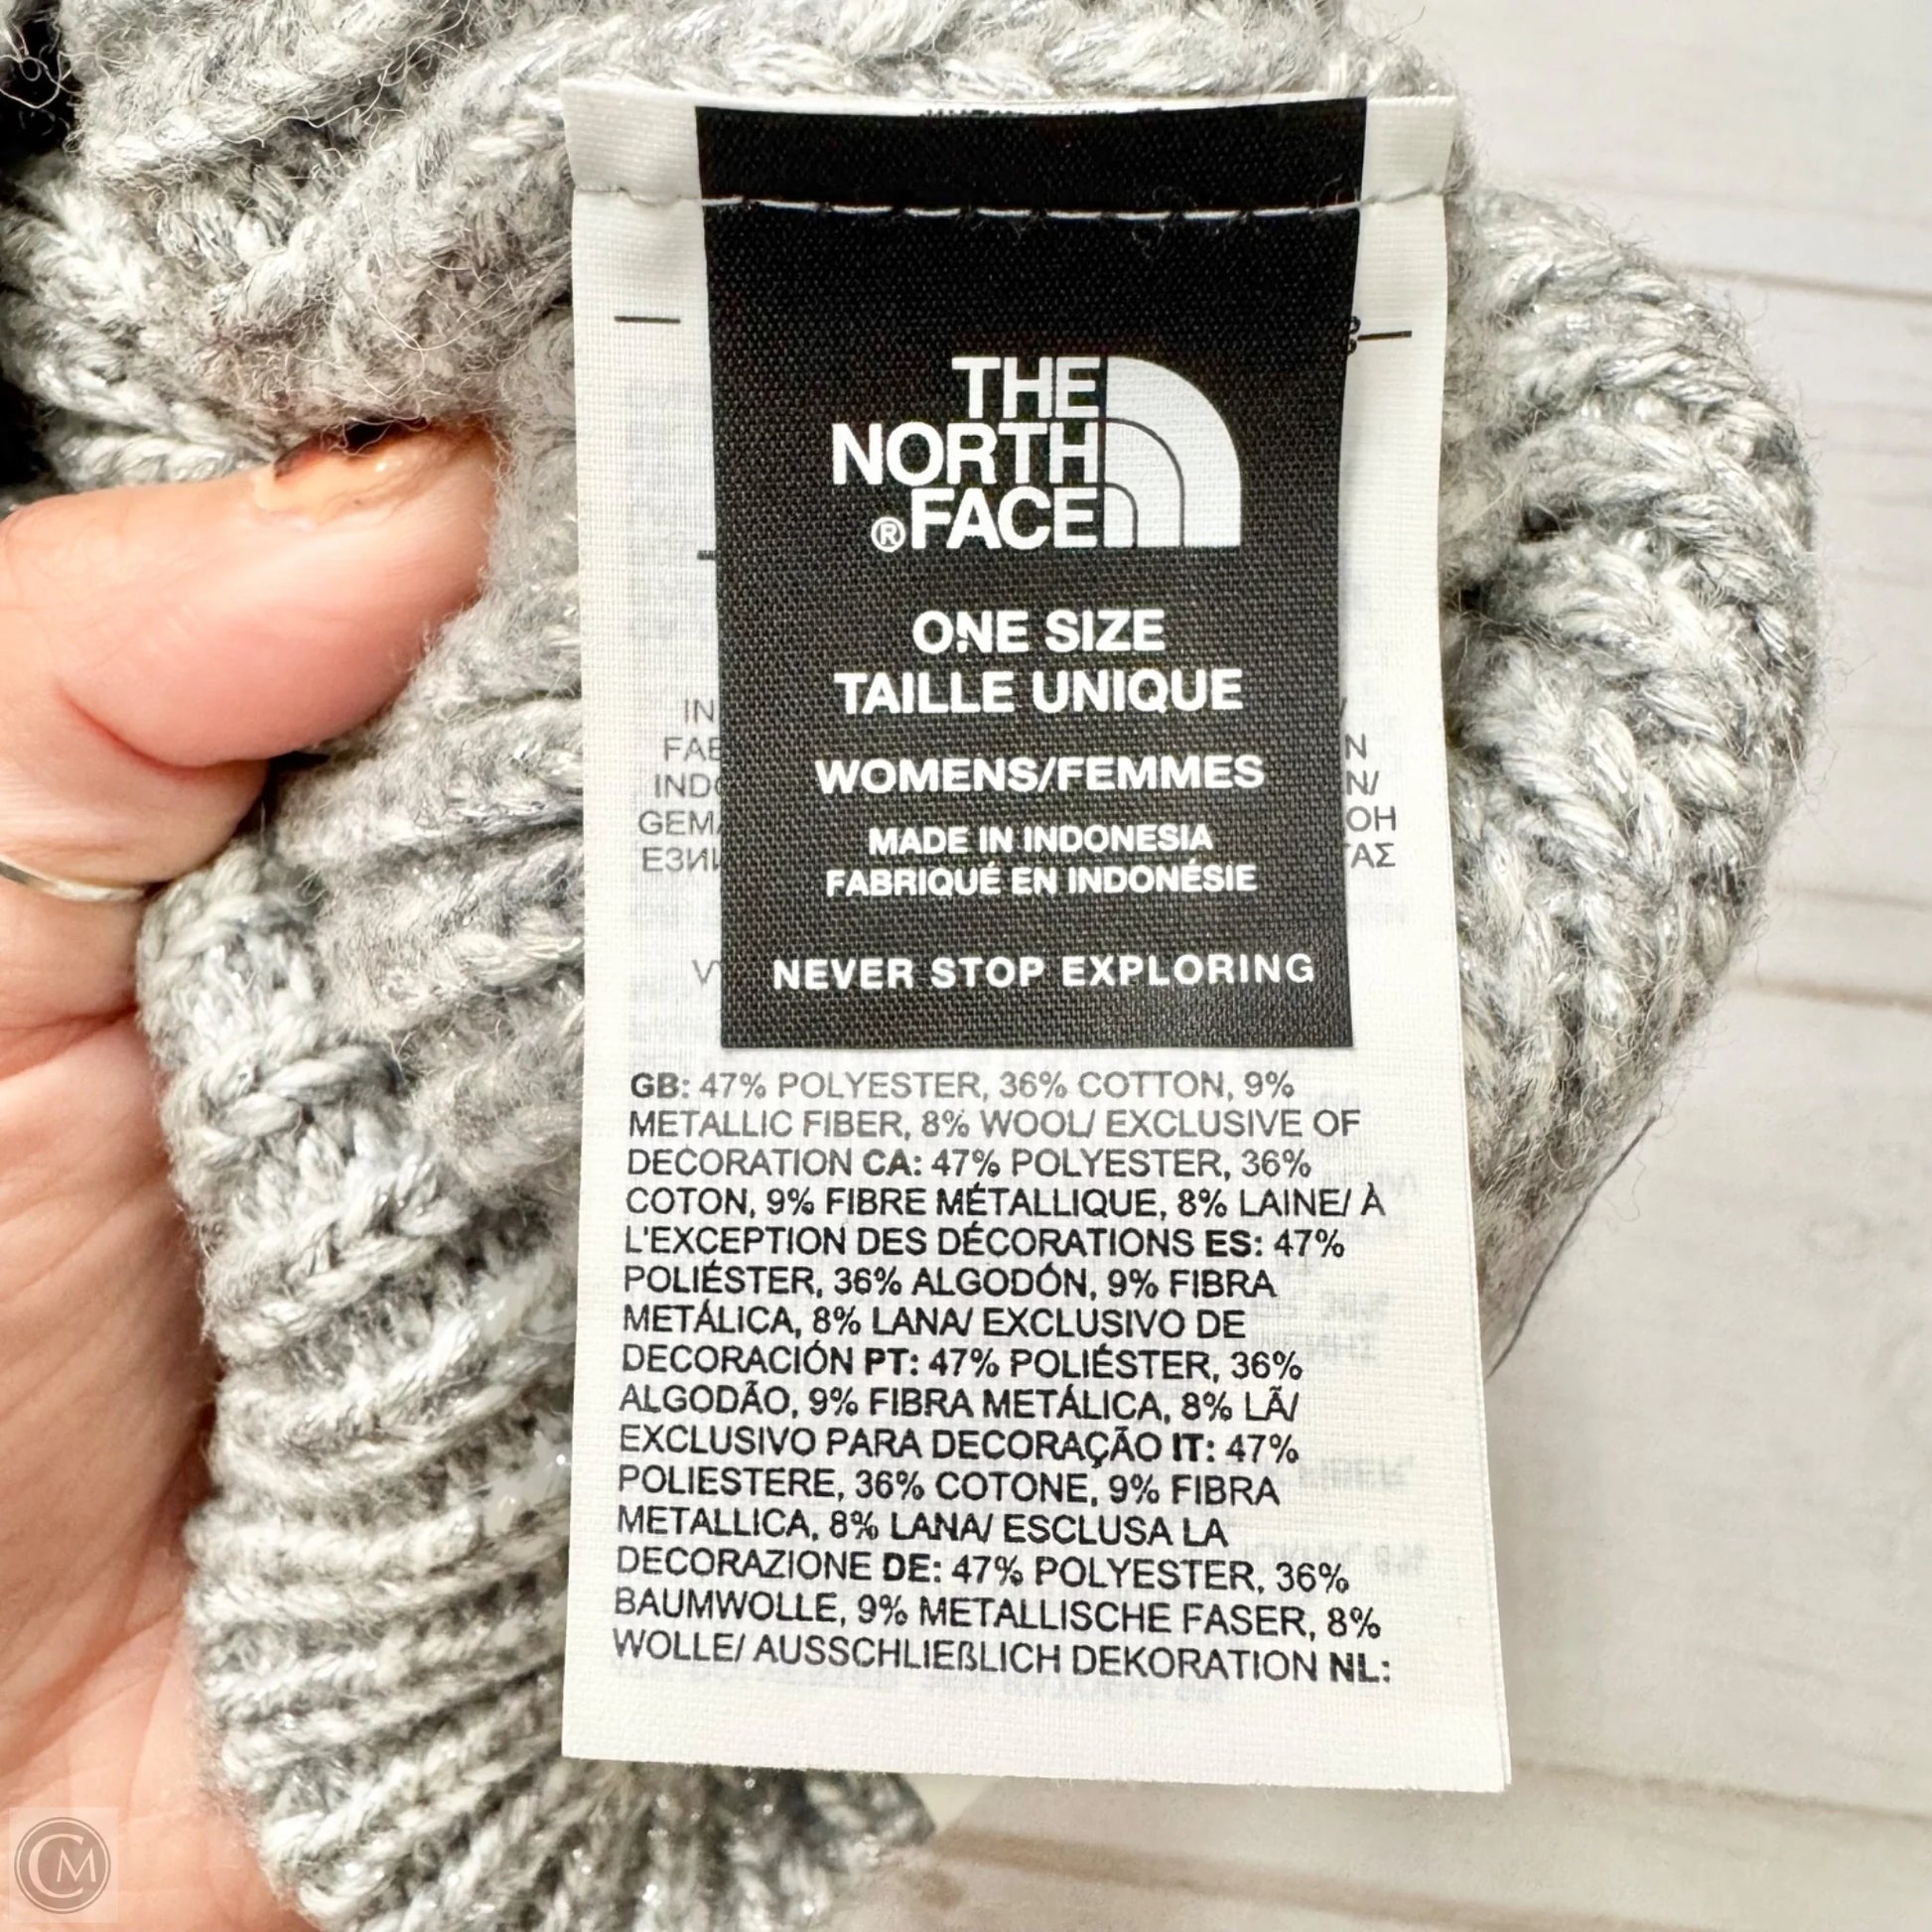 THE
NORTH
®FACE
ONE SIZE
TAILLE UNIQUE
WOMENS/FEMMES
MADE IN INDONESIA
FABRIQUÉ EN INDONÉSIE
NEVER STOP EXPLORING
GB: 47% POLYESTER, 36% COTTON, 9%
METALLIC FIBER, 8% WOOL/ EXCLUSIVE OF
DECORATION CA: 47% POLYESTER, 36%
COTON, 9% FIBRE MÉTALLIQUE, 8% LAINE/ À
L'EXCEPTION DES DÉCORATIONS ES: 47%
POLIÉSTER, 36% ALGODÓN, 9% FIBRA
METÁLICA, 8% LANA/ EXCLUSIVO DE
DECORACIÓN PT: 47% POLIÉSTER, 36%
ALGODÃO, 9% FIBRA METÁLICA, 8% LÃ/
EXCLUSIVO PARA DECORAÇÃO IT: 47%
POLIESTERE, 36% COTONE, 9% FIBRA
METALLICA, 8% LANA/ ESCLUSA LA
DECORAZIONE DE: 47% POLYESTER, 36%
BAUMWOLLE, 9% METALLISCHE FASER, 8%
WOLLE/ AUSSCHLIEßLICH DEKORATION NL:
CM